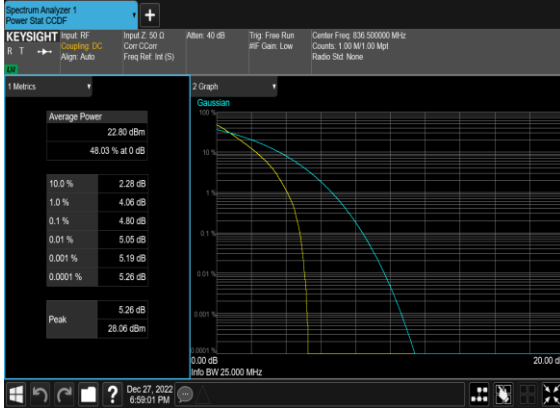 Spectrum Analyzer 1
Power Stat CCDF
KEYSIGHT
R T
Input: RF
Coupling: DC
Align: Auto
Input Z: 50 Ω
Corr CCorr
Freq Ref: Int (S)
Atten: 40 dB
Trig: Free Run
#IF Gain: Low
Center Freq: 836.500000 MHz
Counts: 1.00 M/1.00 Mpt
Radio Std: None
1 Metrics
Average Power
22.80 dBm
48.03 % at 0 dB
10.0 % 2.28 dB
1.0 % 4.06 dB
0.1 % 4.80 dB
0.01 % 5.05 dB
0.001 % 5.19 dB
0.0001 % 5.26 dB
Peak
5.26 dB
28.06 dBm
2 Graph
Gaussian
100 %
10 %
1 %
0.1 %
0.01 %
0.001 %
0.0001 %
0.00 dB
20.00 d
Info BW 25.000 MHz
Dec 27, 2022
6:59:01 PM